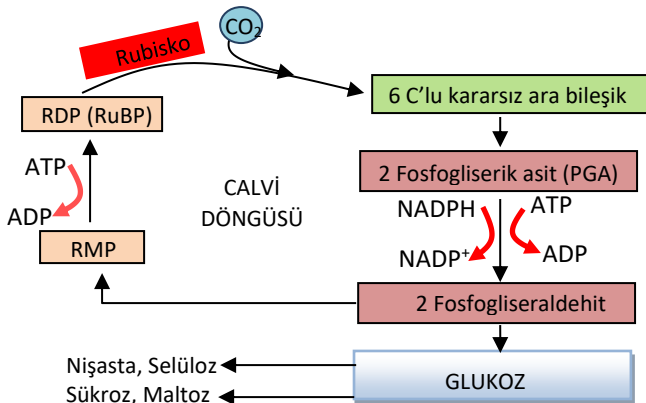 CO2
Rubisko
6 C'lu kararsız ara bileşik
RDP (RuBP)
ATP
ADP
RMP
CALVİ
DÖNGÜSÜ
2 Fosfogliserik asit (PGA)
NADPH
ATP
NADP+
ADP
2 Fosfogliseraldehit
Nişasta, Selüloz
Sükroz, Maltoz
GLUKOZ